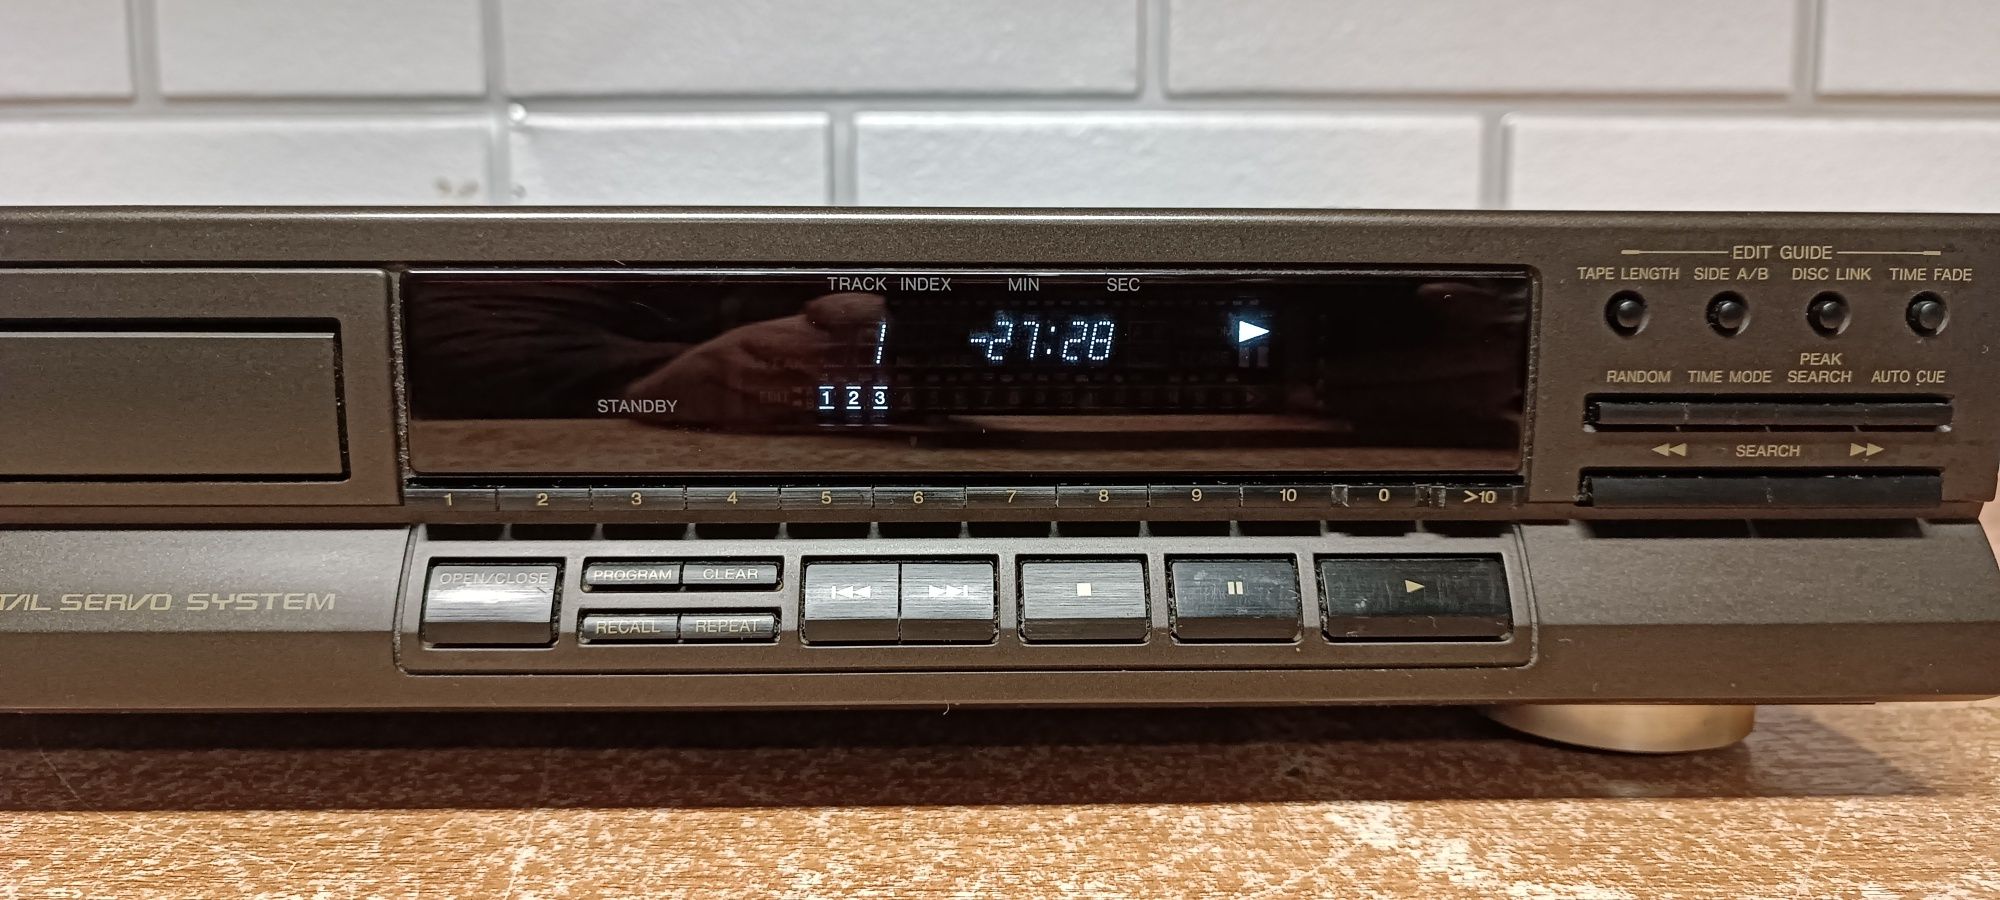 EDIT GUIDE
TAPE LENGTH SIDE A/B DISC LINK TIME FADE
TRACK INDEX MIN SEC
1 -27:28
RANDOM TIME MODE PEAK SEARCH AUTO CUE
1 2 3
STANDBY
SEARCH
1 2 3 4 5 6 7 8 9 10 0 >10
OPEN/CLOSE PROGRAM CLEAR
RECALL REPEAT
TAL SERVO SYSTEM